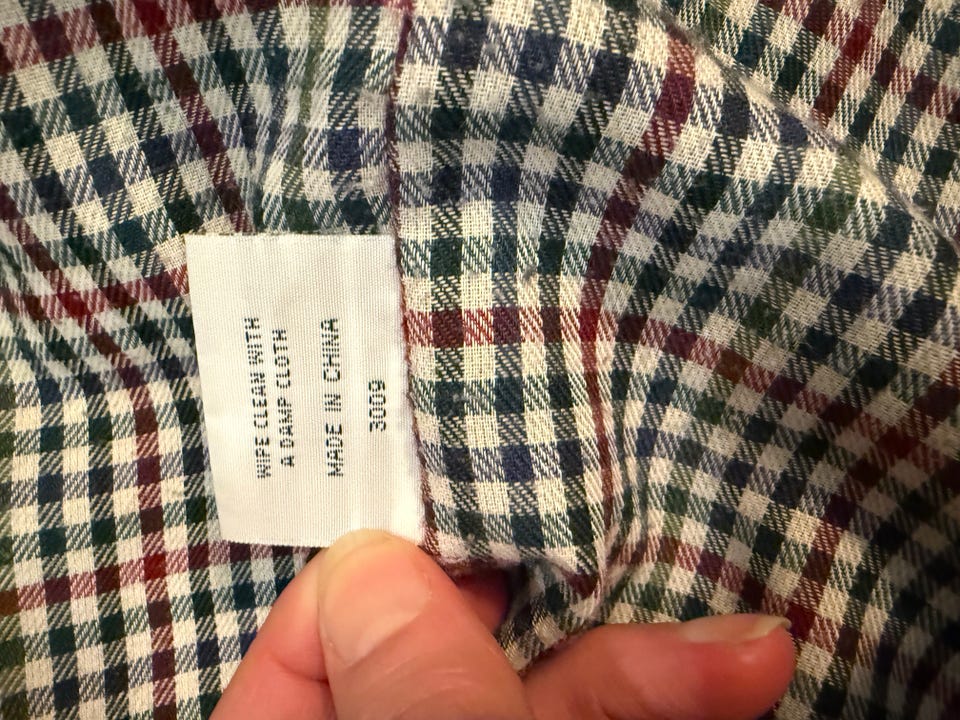 WIPE CLEAN WITH
A DAMP CLOTH
MADE IN CHINA
3009